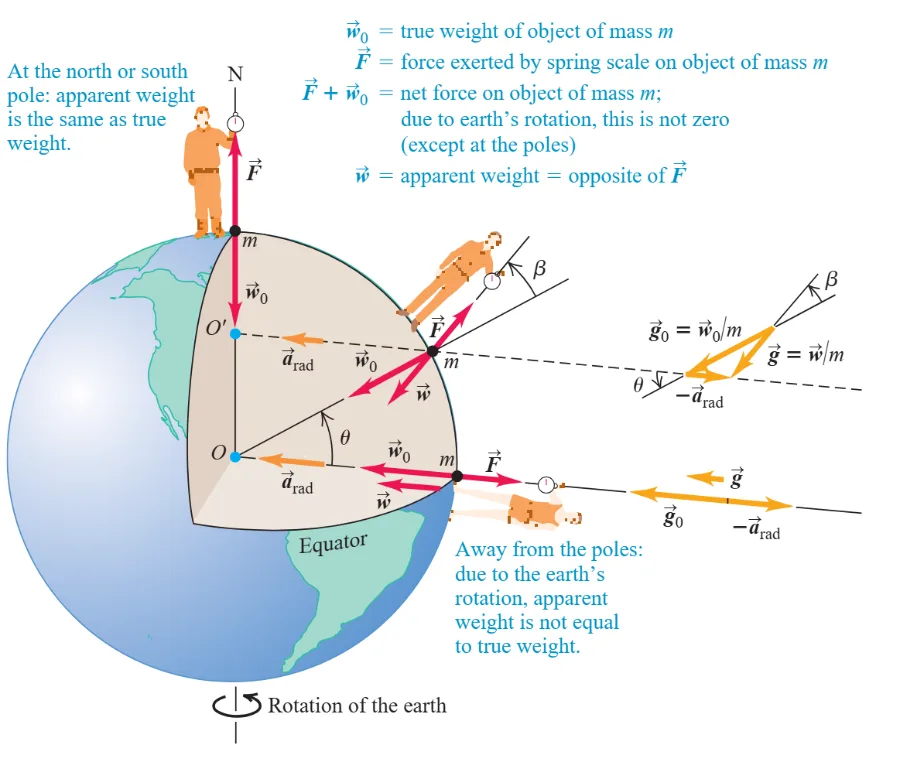 w⃗₀ = true weight of object of mass m
F⃗ = force exerted by spring scale on object of mass m
F⃗ + w⃗₀ = net force on object of mass m;
due to earth's rotation, this is not zero
(except at the poles)
w⃗ = apparent weight = opposite of F⃗
At the north or south
pole: apparent weight
is the same as true
weight.
N
F⃗
m
w⃗₀
O′
a⃗rad
w⃗₀
F⃗
m
w⃗
β
β
g⃗₀ = w⃗₀/m
g⃗ = w⃗/m
θ
−a⃗rad
θ
O
a⃗rad
w⃗₀
m
F⃗
w⃗
g⃗
g⃗₀
−a⃗rad
Equator
Away from the poles:
due to the earth's
rotation, apparent
weight is not equal
to true weight.
Rotation of the earth